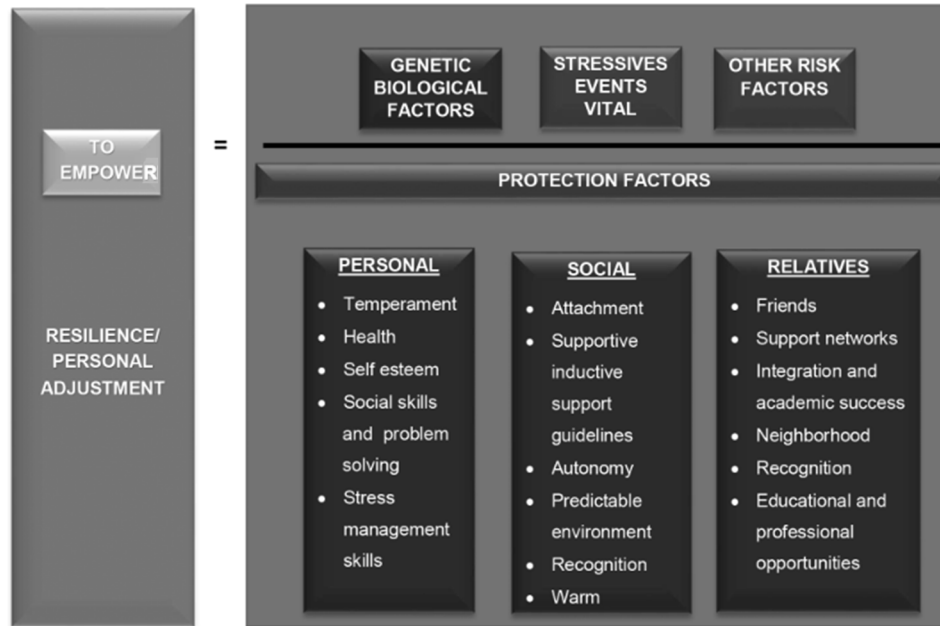 TO
EMPOWER
RESILIENCE/
PERSONAL
ADJUSTMENT
=
GENETIC
BIOLOGICAL
FACTORS
STRESSIVES
EVENTS
VITAL
OTHER RISK
FACTORS
PROTECTION FACTORS
PERSONAL
• Temperament
• Health
• Self esteem
• Social skills
and problem
solving
• Stress
management
skills
SOCIAL
• Attachment
• Supportive
inductive
support
guidelines
• Autonomy
• Predictable
environment
• Recognition
• Warm
RELATIVES
• Friends
• Support networks
• Integration and
academic success
• Neighborhood
• Recognition
• Educational and
professional
opportunities